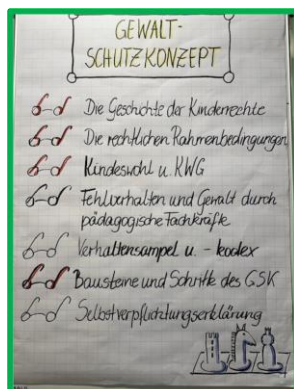 GEWALT-
SCHUTZKONZEPT
Die Geschichte der Kinderrechte
Die rechtlichen Rahmenbedingungen
Kindeswohl u. KWG
Fehlverhalten und Gewalt durch
pädagogische Fachkräfte
Verhaltensampel u. - kodex
Bausteine und Schritte des GSK
Selbstverpflichtungserklärung